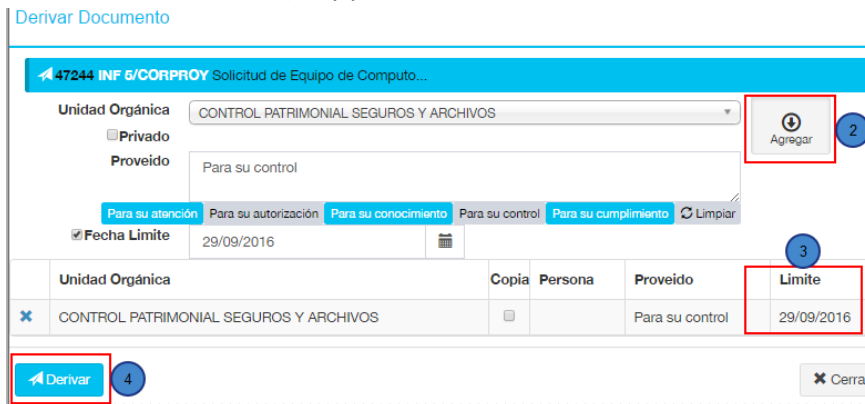 Derivar Documento
47244 INF 5/CORPROY Solicitud de Equipo de Computo...
Unidad Orgánica CONTROL PATRIMONIAL SEGUROS Y ARCHIVOS
Agregar 2
Privado
Proveido Para su control
Para su atención Para su autorización Para su conocimiento Para su control Para su cumplimiento Limpiar
Fecha Limite 29/09/2016
3
Unidad Orgánica Copia Persona Proveido Limite
CONTROL PATRIMONIAL SEGUROS Y ARCHIVOS Para su control 29/09/2016
Derivar 4 Cerra